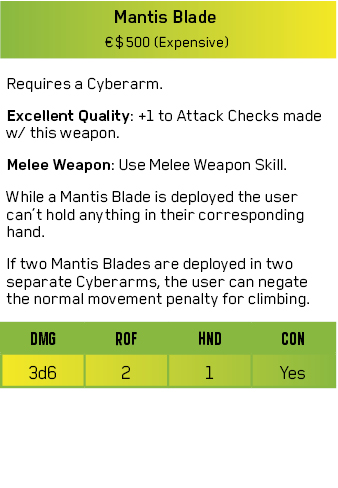 Mantis Blade
€$500 (Expensive)
Requires a Cyberarm.
Excellent Quality: +1 to Attack Checks made
w/ this weapon.
Melee Weapon: Use Melee Weapon Skill.
While a Mantis Blade is deployed the user
can't hold anything in their corresponding
hand.
If two Mantis Blades are deployed in two
separate Cyberarms, the user can negate
the normal movement penalty for climbing.
DMG ROF HND CON
3d6 2 1 Yes